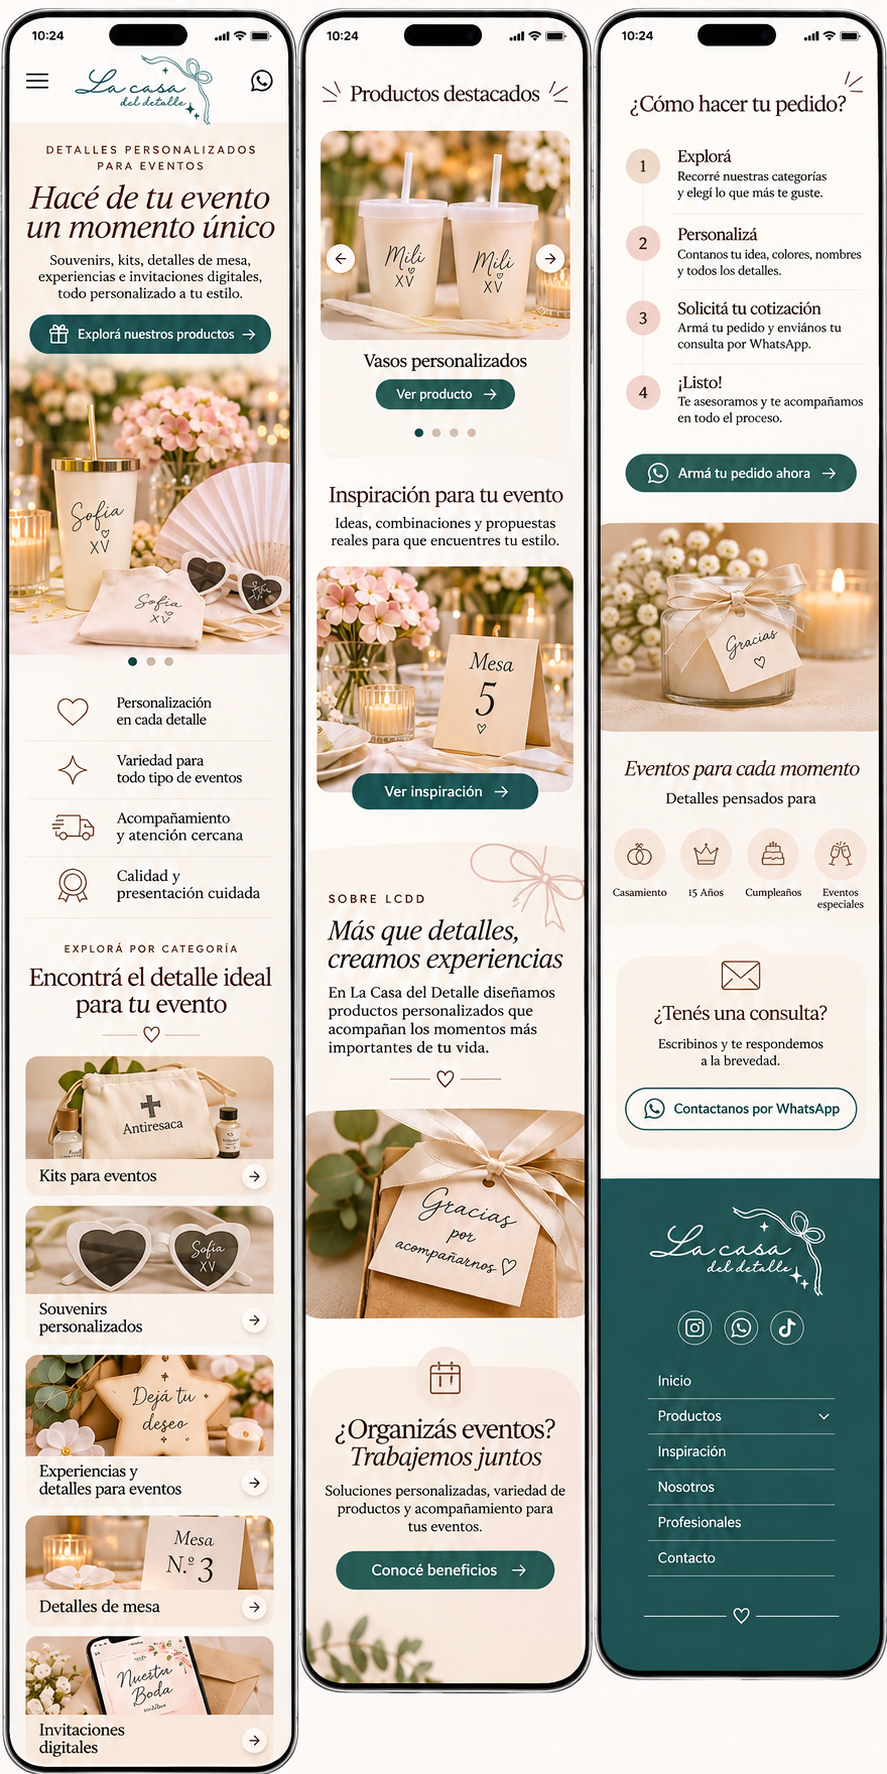 10:24
La casa
del detalle
DETALLES PERSONALIZADOS
PARA EVENTOS
Hacé de tu evento
un momento único
Souvenirs, kits, detalles de mesa,
experiencias e invitaciones digitales,
todo personalizado a tu estilo.
Explorá nuestros productos
Sofia
XV
Sofia
XV
Personalización
en cada detalle
Variedad para
todo tipo de eventos
Acompañamiento
y atención cercana
Calidad y
presentación cuidada
EXPLORÁ POR CATEGORÍA
Encontrá el detalle ideal
para tu evento
Antiresaca
Kits para eventos
Sofia
XV
Souvenirs
personalizados
Dejá tu
deseo
Experiencias y
detalles para eventos
Mesa
N.º 3
Detalles de mesa
Nuestra
Boda
Invitaciones
digitales
10:24
Productos destacados
Mili
XV
Mili
XV
Vasos personalizados
Ver producto
Inspiración para tu evento
Ideas, combinaciones y propuestas
reales para que encuentres tu estilo.
Mesa
5
Ver inspiración
SOBRE LCDD
Más que detalles,
creamos experiencias
En La Casa del Detalle diseñamos
productos personalizados que
acompañan los momentos más
importantes de tu vida.
Gracias
por
acompañarnos
¿Organizás eventos?
Trabajemos juntos
Soluciones personalizadas, variedad de
productos y acompañamiento para
tus eventos.
Conocé beneficios
10:24
¿Cómo hacer tu pedido?
1
Explorá
Recorré nuestras categorías
y elegí lo que más te guste.
2
Personalizá
Contanos tu idea, colores, nombres
y todos los detalles.
3
Solicitá tu cotización
Armá tu pedido y enviános tu
consulta por WhatsApp.
4
¡Listo!
Te asesoramos y te acompañamos
en todo el proceso.
Armá tu pedido ahora
Gracias
Eventos para cada momento
Detalles pensados para
Casamiento
15 Años
Cumpleaños
Eventos
especiales
¿Tenés una consulta?
Escribinos y te respondemos
a la brevedad.
Contactanos por WhatsApp
La casa
del detalle
Inicio
Productos
Inspiración
Nosotros
Profesionales
Contacto